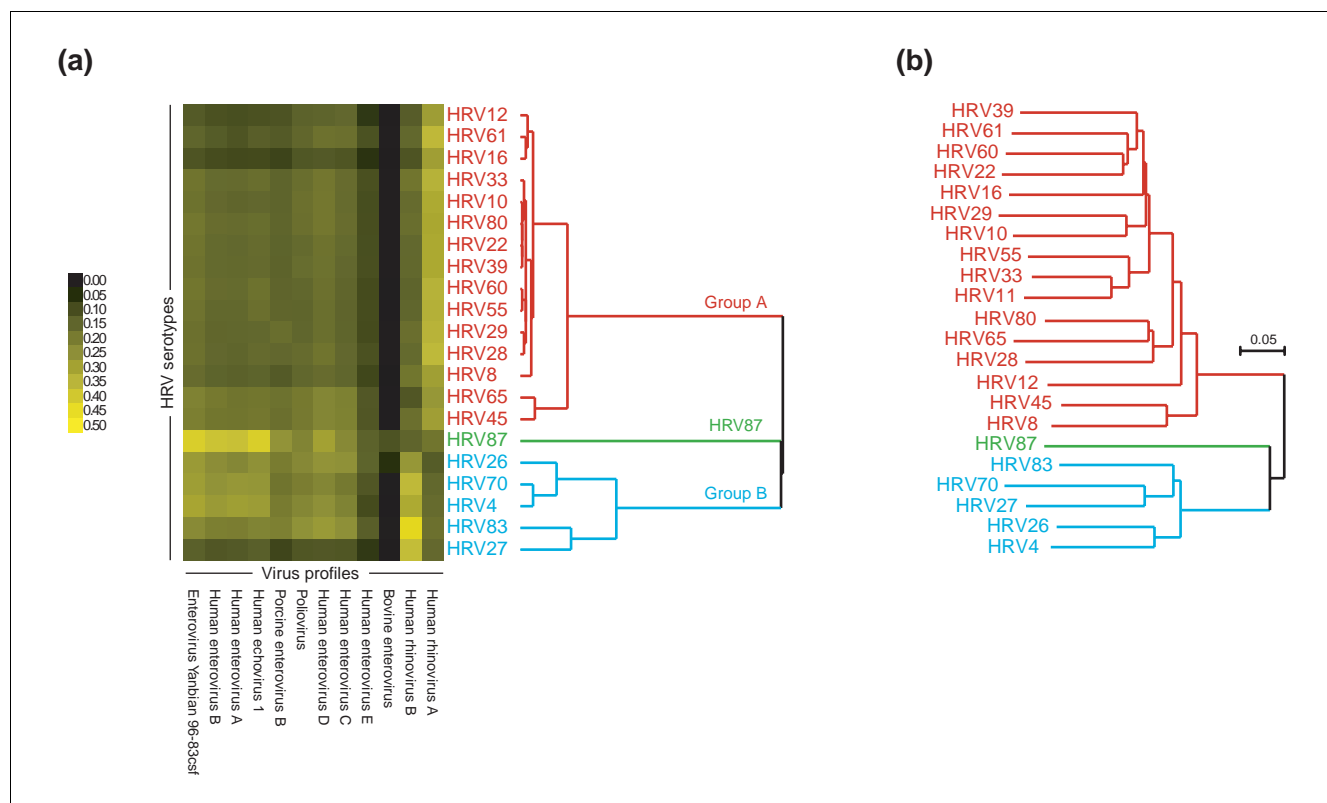 (a)
HRV serotypes
0.00
0.05
0.10
0.15
0.20
0.25
0.30
0.35
0.40
0.45
0.50
HRV12
HRV61
HRV16
HRV33
HRV10
HRV80
HRV22
HRV39
HRV60
HRV55
HRV29
HRV28
HRV8
HRV65
HRV45
HRV87
HRV26
HRV70
HRV4
HRV83
HRV27
Group A
HRV87
Group B
Virus profiles
Enterovirus Yanbian 96-83csf
Human enterovirus B
Human enterovirus A
Human echovirus 1
Porcine enterovirus B
Poliovirus
Human enterovirus D
Human enterovirus C
Human enterovirus E
Bovine enterovirus
Human rhinovirus B
Human rhinovirus A
(b)
HRV39
HRV61
HRV60
HRV22
HRV16
HRV29
HRV10
HRV55
HRV33
HRV11
HRV80
HRV65
HRV28
HRV12
HRV45
HRV8
HRV87
HRV83
HRV70
HRV27
HRV26
HRV4
0.05